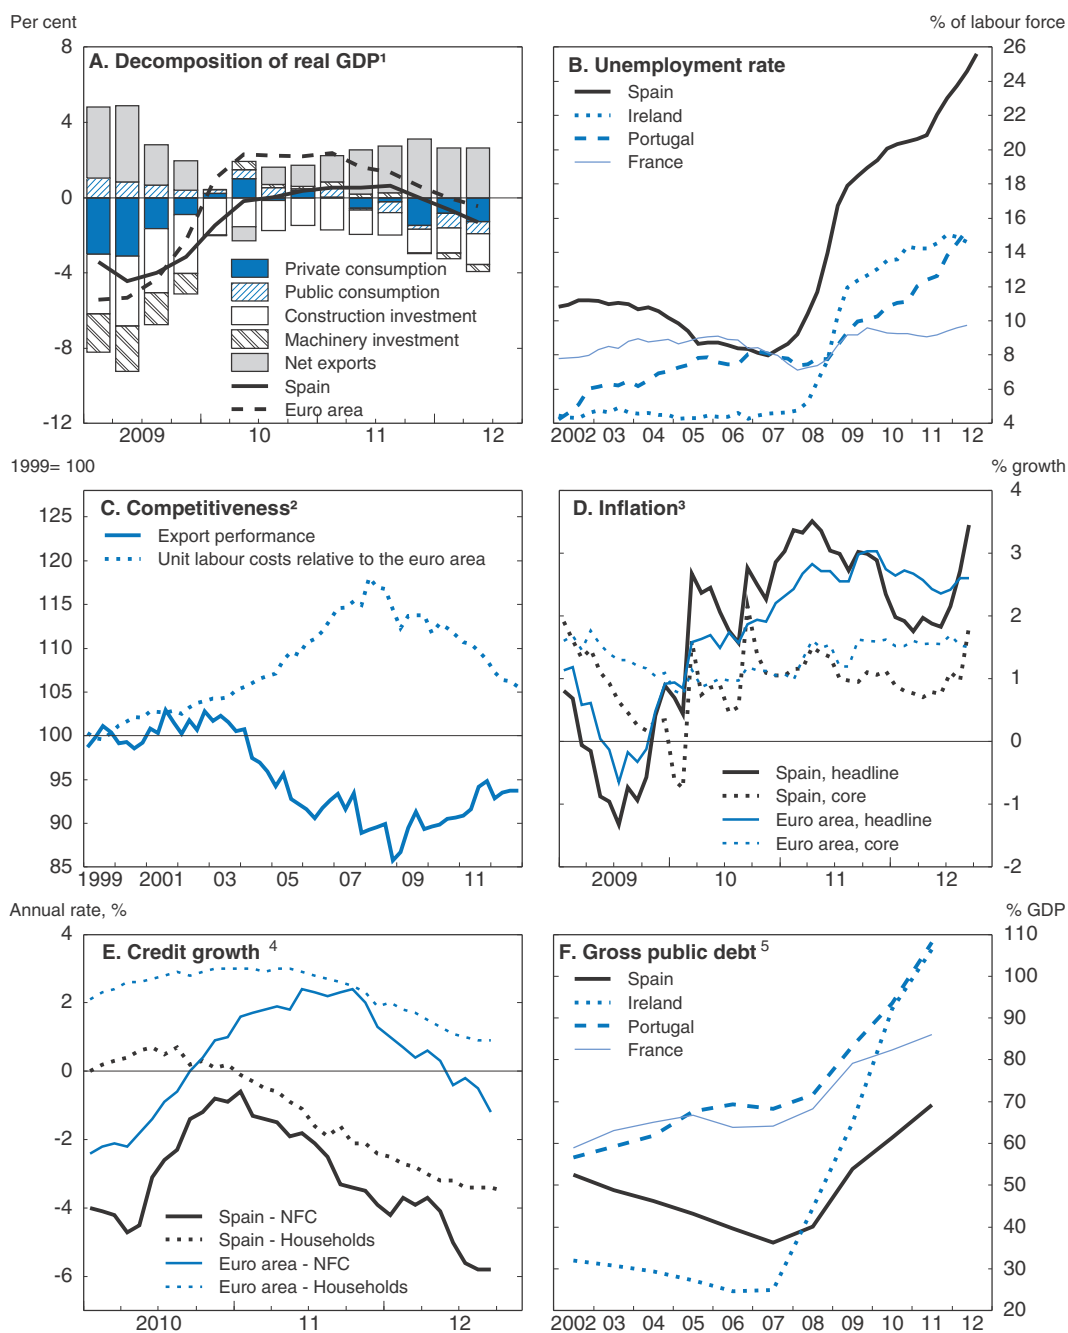 Per cent
% of labour force
A. Decomposition of real GDP¹
8
4
0
-4
-8
-12
Private consumption
Public consumption
Construction investment
Machinery investment
Net exports
Spain
Euro area
2009 10 11 12
B. Unemployment rate
Spain
Ireland
Portugal
France
26
24
22
20
18
16
14
12
10
8
6
4
2002 03 04 05 06 07 08 09 10 11 12
1999= 100
% growth
C. Competitiveness²
Export performance
Unit labour costs relative to the euro area
125
120
115
110
105
100
95
90
85
1999 2001 03 05 07 09 11
D. Inflation³
4
3
2
1
0
-1
-2
Spain, headline
Spain, core
Euro area, headline
Euro area, core
2009 10 11 12
Annual rate, %
% GDP
E. Credit growth ⁴
4
2
0
-2
-4
-6
Spain - NFC
Spain - Households
Euro area - NFC
Euro area - Households
2010 11 12
F. Gross public debt ⁵
Spain
Ireland
Portugal
France
110
100
90
80
70
60
50
40
30
20
2002 03 04 05 06 07 08 09 10 11 12